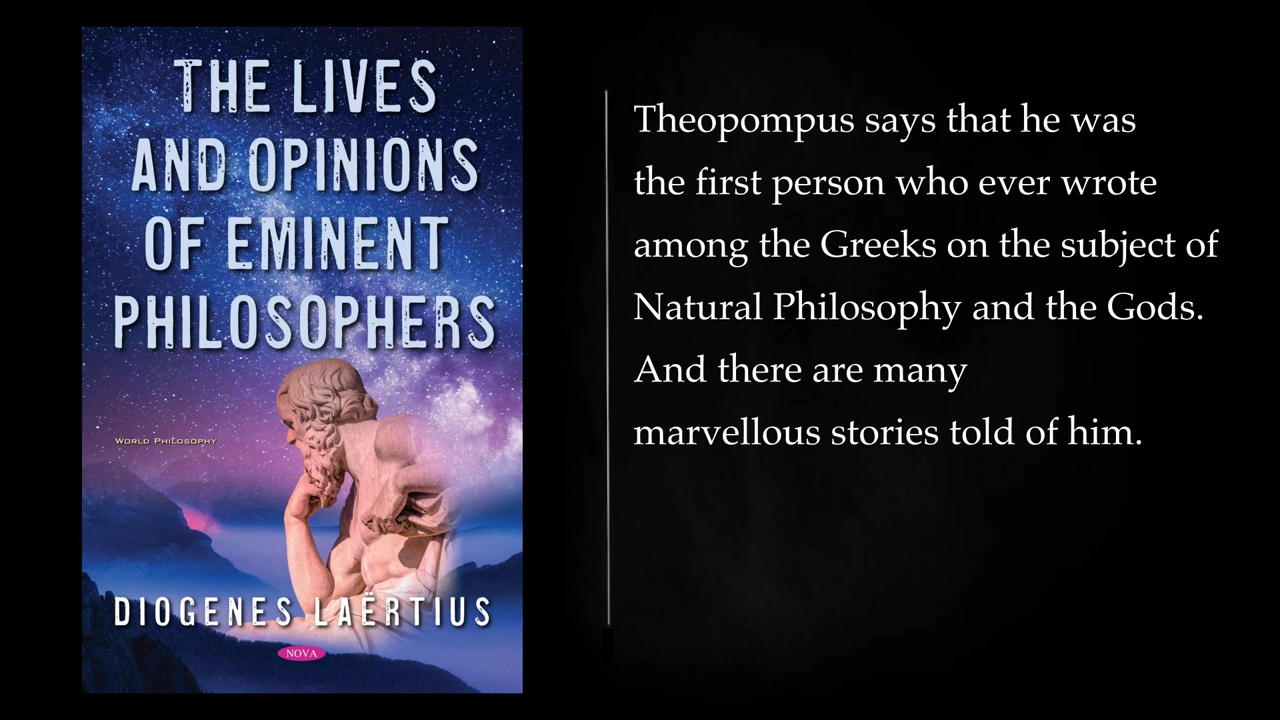 THE LIVES
AND OPINIONS
OF EMINENT
PHILOSOPHERS
WORLD PHILOSOPHY
DIOGENES LAËRTIUS
NOVA
Theopompus says that he was
the first person who ever wrote
among the Greeks on the subject of
Natural Philosophy and the Gods.
And there are many
marvellous stories told of him.